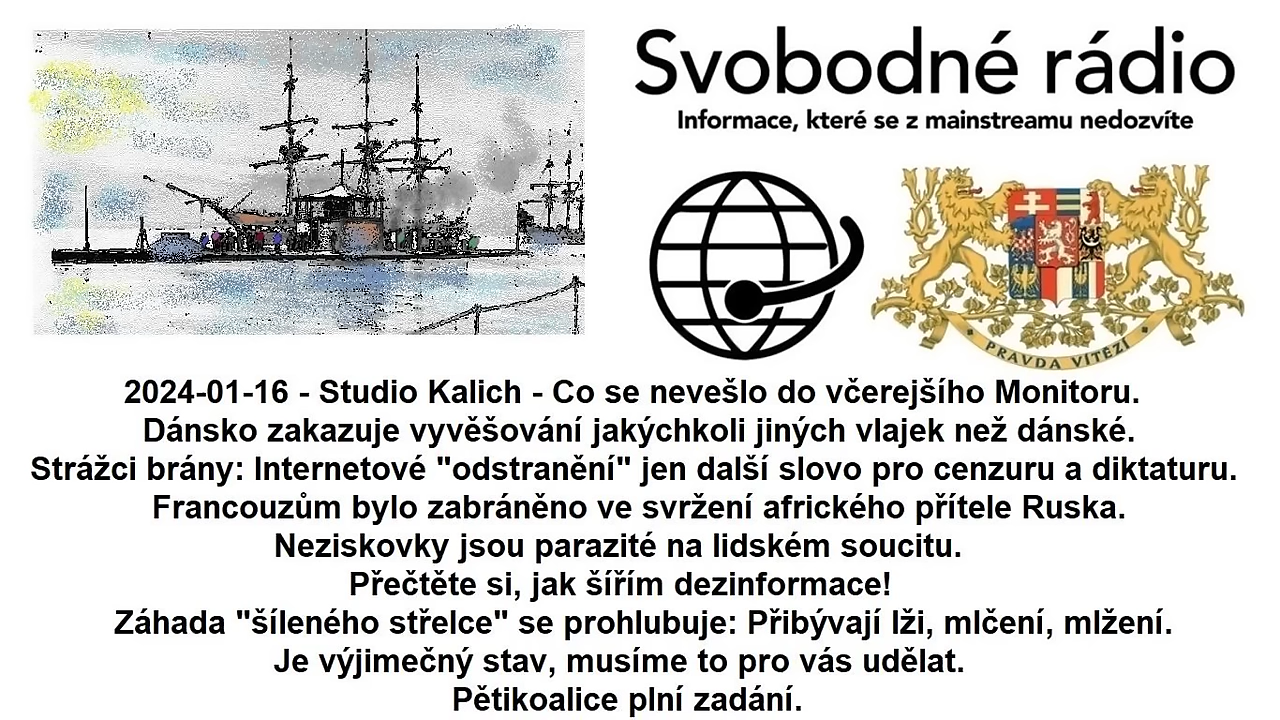 Svobodné rádio
Informace, které se z mainstreamu nedozvíte
PRAVDA VÍTĚZÍ
2024-01-16 - Studio Kalich - Co se nevešlo do včerejšího Monitoru.
Dánsko zakazuje vyvěšování jakýchkoli jiných vlajek než dánské.
Strážci brány: Internetové "odstranění" jen další slovo pro cenzuru a diktaturu.
Francouzům bylo zabráněno ve svržení afrického přítele Ruska.
Neziskovky jsou parazité na lidském soucitu.
Přečtěte si, jak šířím dezinformace!
Záhada "šíleného střelce" se prohlubuje: Přibývají lži, mlčení, mlžení.
Je výjimečný stav, musíme to pro vás udělat.
Pětikoalice plní zadání.